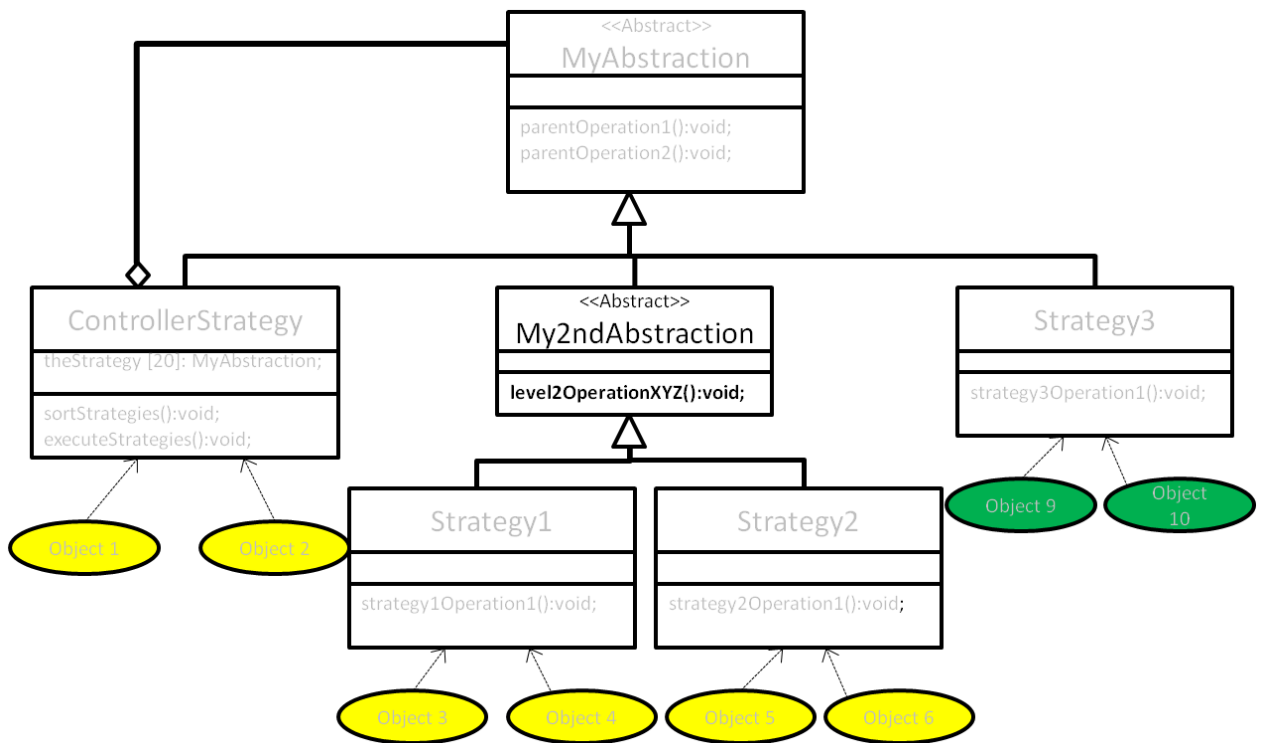 <<Abstract>>
MyAbstraction
parentOperation1():void;
parentOperation2():void;
ControllerStrategy
theStrategy [20]: MyAbstraction;
sortStrategies():void;
executeStrategies():void;
<<Abstract>>
My2ndAbstraction
level2OperationXYZ():void;
Strategy3
strategy3Operation1():void;
Object 1
Object 2
Strategy1
strategy1Operation1():void;
Strategy2
strategy2Operation1():void;
Object 9
Object
10
Object 3
Object 4
Object 5
Object 6